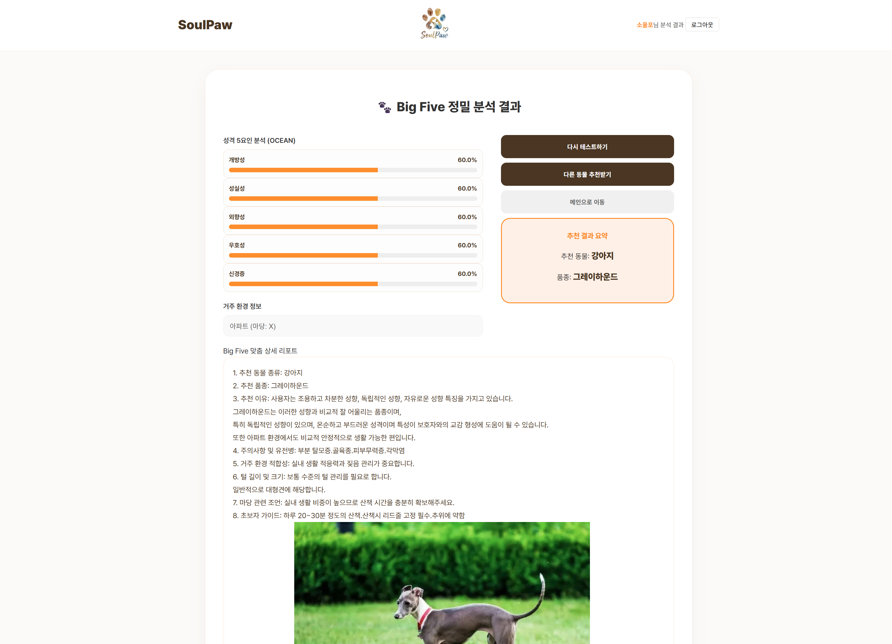 SoulPaw
SoulPaw
소울포님 분석 결과
로그아웃
Big Five 정밀 분석 결과
성격 5요인 분석 (OCEAN)
개방성 60.0%
성실성 60.0%
외향성 60.0%
우호성 60.0%
신경증 60.0%
거주 환경 정보
아파트 (마당: X)
다시 테스트하기
다른 동물 추천받기
메인으로 이동
추천 결과 요약
추천 동물: 강아지
품종: 그레이하운드
Big Five 맞춤 상세 리포트
1. 추천 동물 종류: 강아지
2. 추천 품종: 그레이하운드
3. 추천 이유: 사용자는 조용하고 차분한 성향, 독립적인 성향, 자유로운 성향 특징을 가지고 있습니다.
그레이하운드는 이러한 성향과 비교적 잘 어울리는 품종이며,
특히 독립적인 성향이 있으며, 온순하고 부드러운 성격이며 특성이 보호자와의 교감 형성에 도움이 될 수 있습니다.
또한 아파트 환경에서도 비교적 안정적으로 생활 가능한 편입니다.
4. 주의사항 및 유전병: 부분 탈모증.골육종.피부무력증.각막염
5. 거주 환경 적합성: 실내 생활 적응력과 짖음 관리가 중요합니다.
6. 털 길이 및 크기: 보통 수준의 털 관리를 필요로 합니다.
일반적으로 대형견에 해당합니다.
7. 마당 관련 조언: 실내 생활 비중이 높으므로 산책 시간을 충분히 확보해주세요.
8. 초보자 가이드: 하루 20~30분 정도의 산책.산책시 리드줄 고정 필수.추위에 약함